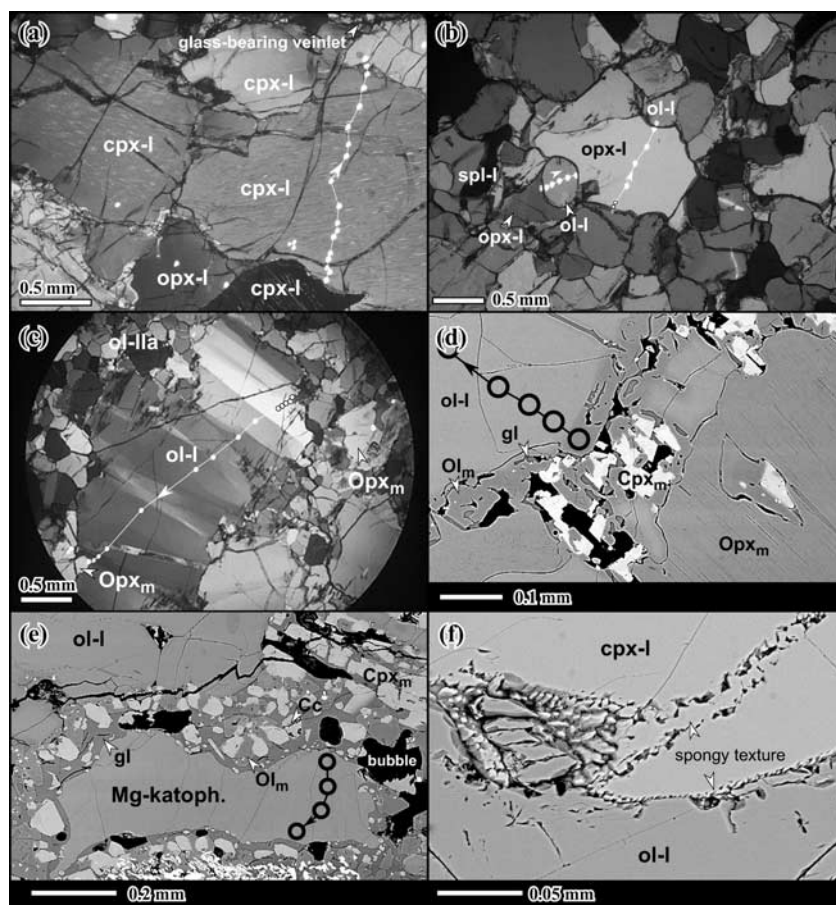 (a)
glass-bearing veinlet
cpx-I
cpx-I
cpx-I
opx-I
cpx-I
0.5 mm
(b)
ol-I
opx-I
spl-I
opx-I
ol-I
0.5 mm
(c)
ol-IIa
ol-I
Opxm
Opxm
0.5 mm
(d)
ol-I
gl
Olm
Cpxm
Opxm
0.1 mm
(e)
ol-I
Cpxm
Cc
gl
Olm
bubble
Mg-katoph.
0.2 mm
(f)
cpx-I
spongy texture
ol-I
0.05 mm